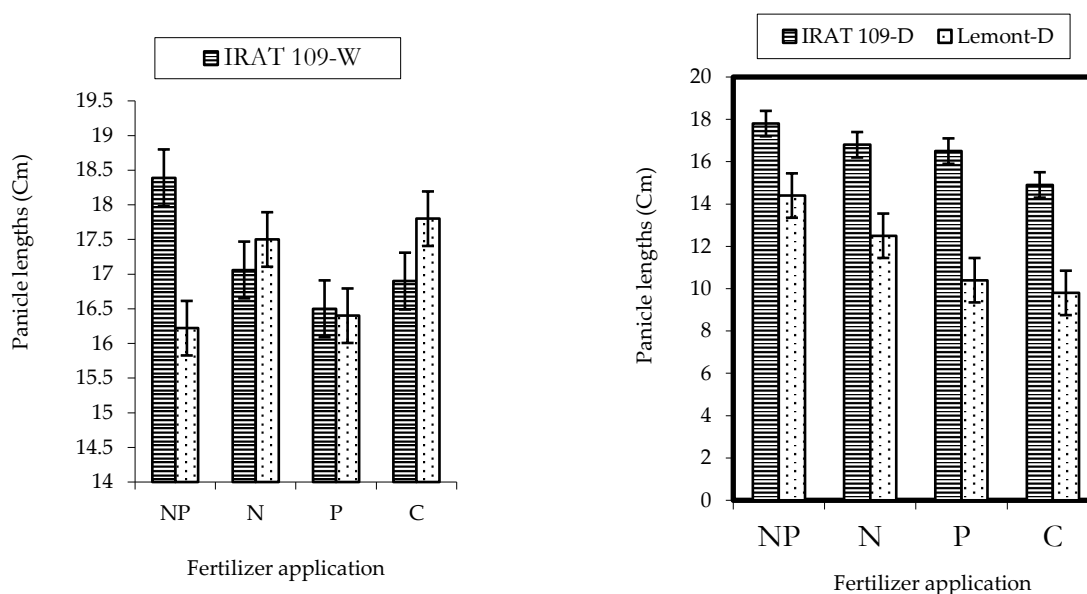 IRAT 109-W
Panicle lengths (Cm)
19.5
19
18.5
18
17.5
17
16.5
16
15.5
15
14.5
14
NP N P C
Fertilizer application
IRAT 109-D Lemont-D
Panicle lengths (Cm)
20
18
16
14
12
10
8
6
4
2
0
NP N P C
Fertilizer application